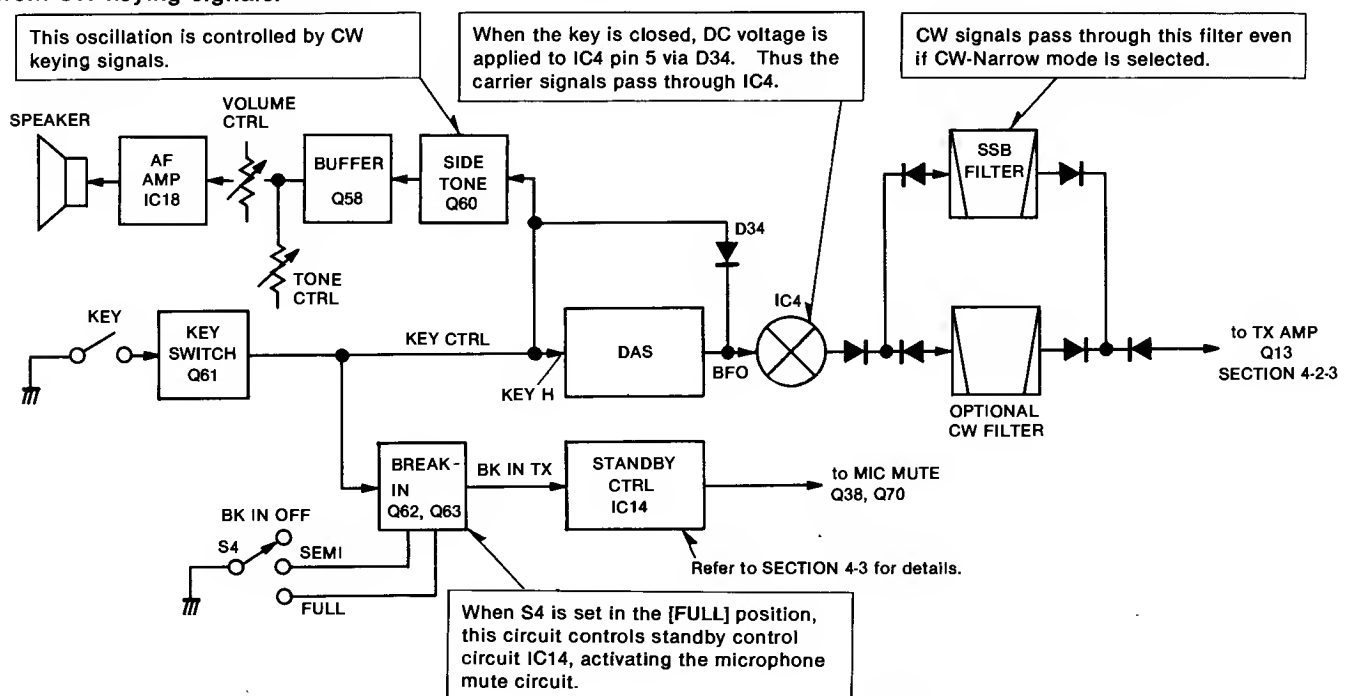 This oscillation is controlled by CW
keying signals.
When the key is closed, DC voltage is
applied to IC4 pin 5 via D34. Thus the
carrier signals pass through IC4.
CW signals pass through this filter even
if CW-Narrow mode is selected.
SPEAKER
VOLUME
CTRL
AF
AMP
IC18
BUFFER
Q58
SIDE
TONE
Q60
SSB
FILTER
D34
TONE
CTRL
IC4
KEY
KEY
SWITCH
Q61
KEY CTRL
KEY H
DAS
BFO
OPTIONAL
CW FILTER
to TX AMP
Q13
SECTION 4-2-3
BREAK-
IN
Q62, Q63
BK IN TX
STANDBY
CTRL
IC14
to MIC MUTE
Q38, Q70
BK IN OFF
S4
SEMI
FULL
Refer to SECTION 4-3 for details.
When S4 is set in the [FULL] position,
this circuit controls standby control
circuit IC14, activating the microphone
mute circuit.